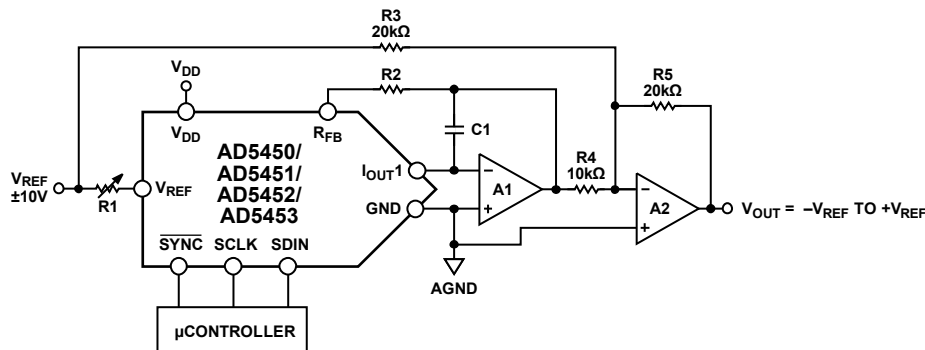 R3
20kΩ
VDD
R2
R5
20kΩ
VDD
RFB
C1
AD5450/
AD5451/
AD5452/
AD5453
VREF
±10V
R1
VREF
IOUT1
GND
A1
R4
10kΩ
A2
VOUT = –VREF TO +VREF
SYNC SCLK SDIN
AGND
μCONTROLLER